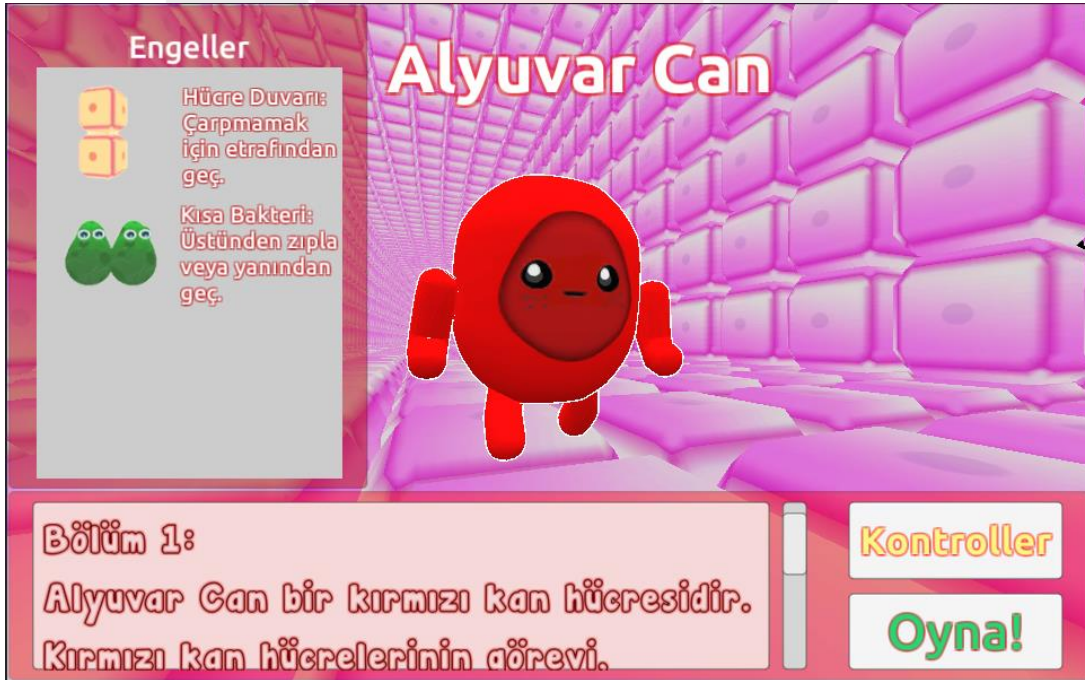 Engeller
Alyuvar Can
Hücre Duvarı:
Çarpmamak
için etrafından
geç.
Kısa Bakteri:
Üstünden zıpla
veya yanından
geç.
Bölüm 1:
Alyuvar Can bir kırmızı kan hücresidir.
Kırmızı kan hücrelerinin görevi,
Kontroller
Oyna!